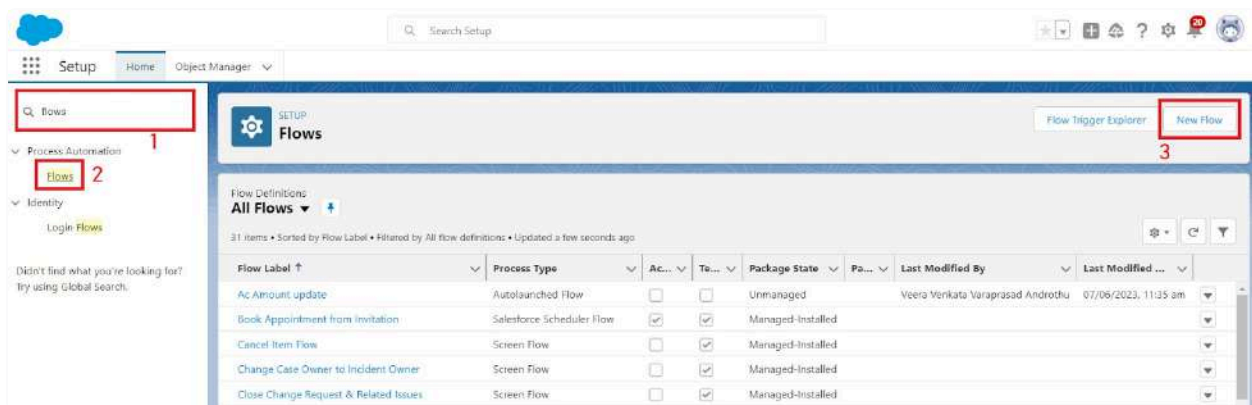 Search Setup
20
Setup Home Object Manager
flows
1
Process Automation
Flows 2
Identity
Login Flows
Didn't find what you're looking for?
Try using Global Search.
SETUP
Flows
Flow Trigger Explorer New Flow
3
Flow Definitions
All Flows
31 items • Sorted by Flow Label • Filtered by All flow definitions • Updated a few seconds ago
Flow Label ↑ Process Type Ac... Te... Package State Pa... Last Modified By Last Modified ...
Ac Amount update Autolaunched Flow Unmanaged Veera Venkata Varaprasad Androthu 07/06/2023, 11:35 am
Book Appointment from Invitation Salesforce Scheduler Flow Managed-Installed
Cancel Item Flow Screen Flow Managed-Installed
Change Case Owner to Incident Owner Screen Flow Managed-Installed
Close Change Request & Related Issues Screen Flow Managed-Installed